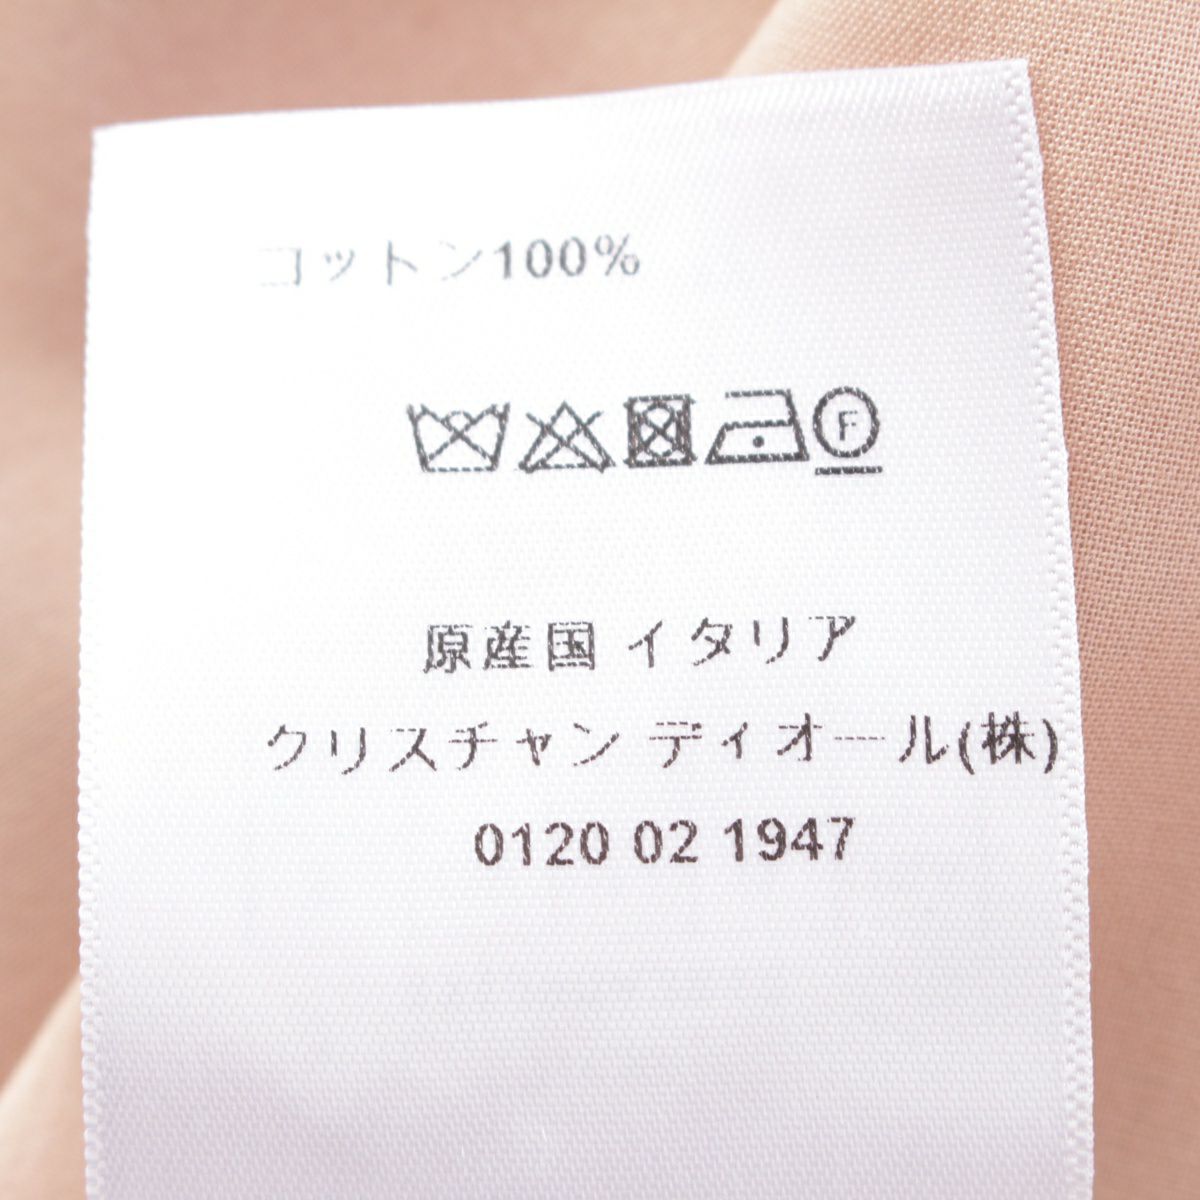 コットン100%
F
原産国 イタリア
クリスチャン ディオール(株)
0120 02 1947